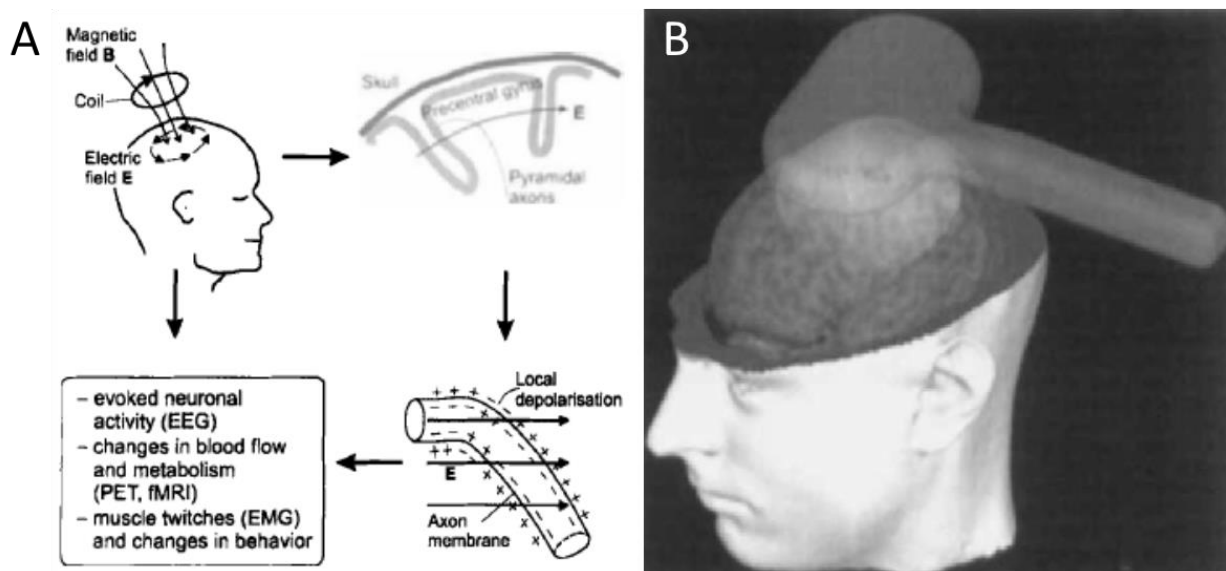 A
Magnetic
field B
Coil
Electric
field E
Skull
Precentral gyrus
E
Pyramidal
axons
– evoked neuronal
activity (EEG)
– changes in blood flow
and metabolism
(PET, fMRI)
– muscle twitches (EMG)
and changes in behavior
Local
depolarisation
E
Axon
membrane
B